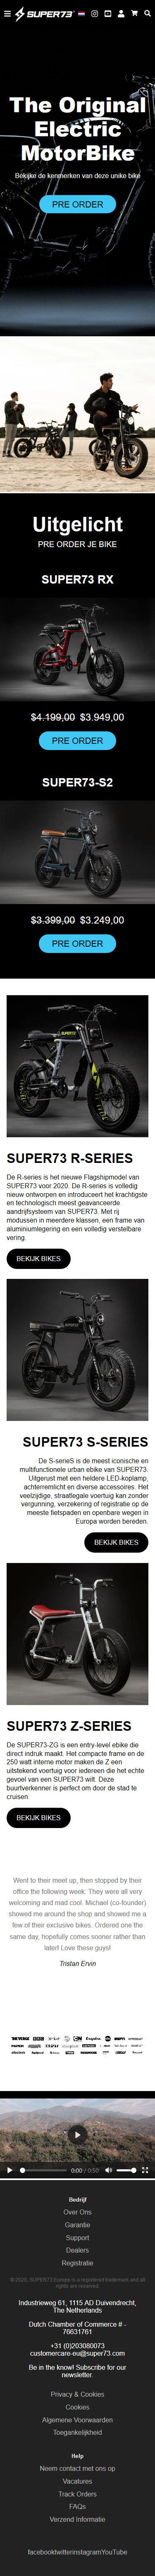 SUPER73
The Original
Electric
MotorBike
Bekijke de kenmerken van deze unike bike
PRE ORDER
Uitgelicht
PRE ORDER JE BIKE
SUPER73 RX
$4.199,00 $3.949,00
PRE ORDER
SUPER73-S2
$3.399,00 $3.249,00
PRE ORDER
SUPER73 R-SERIES
De R-series is het nieuwe Flagshipmodel van
SUPER73 voor 2020. De R-series is volledig
nieuw ontworpen en introduceert het krachtigste
en technologisch meest geavanceerde
aandrijfsysteem van SUPER73. Met rij
modussen in meerdere klassen, een frame van
aluminiumlegering en een volledig verstelbare
vering.
BEKIJK BIKES
SUPER73 S-SERIES
De S-serieS is de meest iconische en
multifunctionele urban ebike van SUPER73.
Uitgerust met een heldere LED-koplamp,
achterremlicht en diverse accessoires. Het
veelzijdige, straatlegale voertuig kan zonder
vergunning, verzekering of registratie op de
meeste fietspaden en openbare wegen in
Europa worden bereden.
BEKIJK BIKES
SUPER73 Z-SERIES
De SUPER73-ZG is een entry-level ebike die
direct indruk maakt. Het compacte frame en de
250 watt interne motor maken de Z een
uitstekend voertuig voor iedereen die het echte
gevoel van een SUPER73 wilt. Deze
buurtverkenner is perfect om door de stad te
cruisen.
BEKIJK BIKES
Went to their meet up, then stopped by their
office the following week. They were all very
welcoming and mad cool. Michael (co-founder)
showed me around the shop and showed me a
few of their exclusive bikes. Ordered one the
same day, hopefully comes sooner rather than
later! Love these guys!
Tristan Ervin
THE VERGE BBC CNN Esquire ESPN
0:00 / 0:50
Bedrijf
Over Ons
Garantie
Support
Dealers
Registratie
© 2020, SUPER73 Europe is a registered trademark and all
rights are reserved.
Industrieweg 61, 1115 AD Duivendrecht,
The Netherlands
Dutch Chamber of Commerce # -
76631761
+31 (0)203080073
customercare-eu@super73.com
Be in the know! Subscribe for our
newsletter.
Privacy & Cookies
Cookies
Algemene Voorwaarden
Toegankelijkheid
Help
Neem contact met ons op
Vacatures
Track Orders
FAQs
Verzend Informatie
facebooktwitterinstagramYouTube